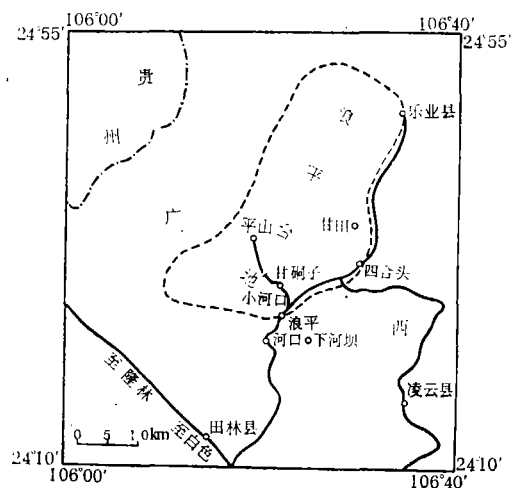 106°00′
106°40′
24°55′
24°55′
贵
州
乐业县
广
甘田
平山
四合头
甘硐子
小河口
浪平
西
河口
下河坝
至隆林
凌云县
田林县
至白色
0 5 10km
24°10′
24°10′
106°00′
106°40′